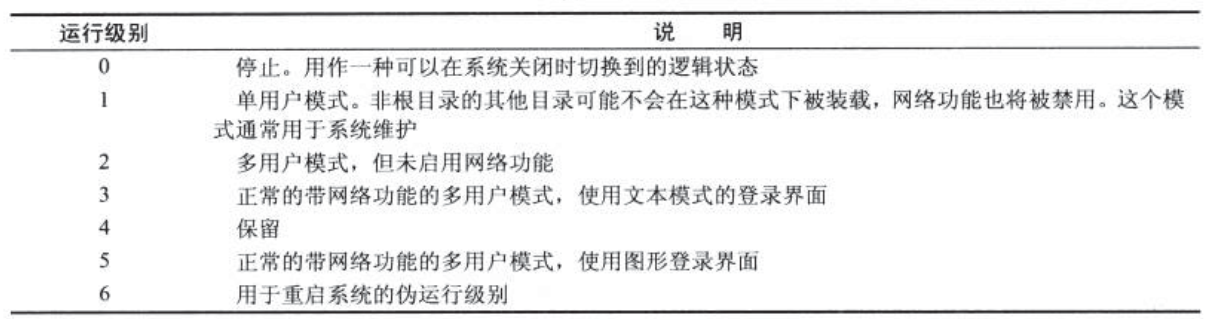 运行级别 说 明
0 停止。用作一种可以在系统关闭时切换到的逻辑状态
1 单用户模式。非根目录的其他目录可能不会在这种模式下被装载，网络功能也将被禁用。这个模
式通常用于系统维护
2 多用户模式，但未启用网络功能
3 正常的带网络功能的多用户模式，使用文本模式的登录界面
4 保留
5 正常的带网络功能的多用户模式，使用图形登录界面
6 用于重启系统的伪运行级别